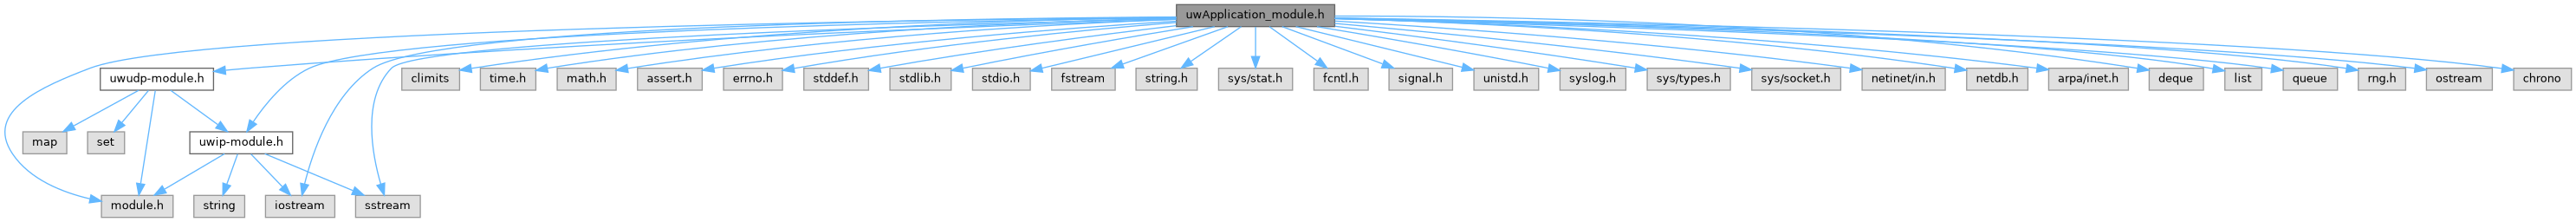 uwApplication_module.h
uwudp-module.h
climits
time.h
math.h
assert.h
errno.h
stddef.h
stdlib.h
stdio.h
fstream
string.h
sys/stat.h
fcntl.h
signal.h
unistd.h
syslog.h
sys/types.h
sys/socket.h
netinet/in.h
netdb.h
arpa/inet.h
deque
list
queue
rng.h
ostream
chrono
map
set
uwip-module.h
module.h
string
iostream
sstream